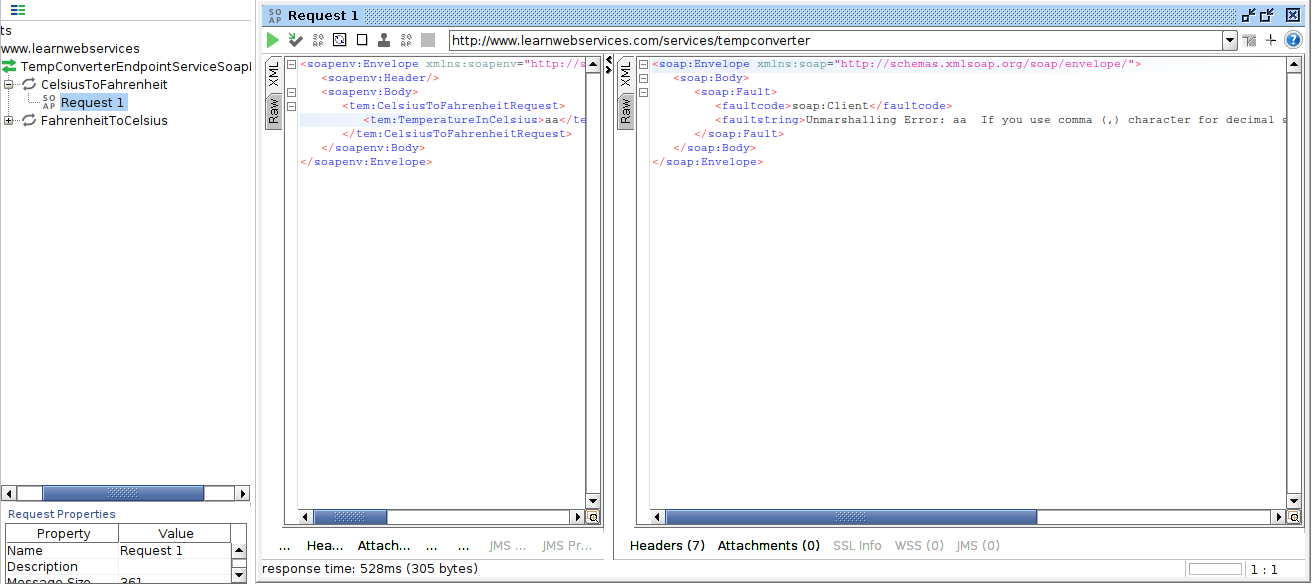 ts
www.learnwebservices
TempConverterEndpointServiceSoapI
CelsiusToFahrenheit
SO AP Request 1
FahrenheitToCelsius
Request Properties
Property Value
Name Request 1
Description
Message Size 361
SO AP Request 1
http://www.learnwebservices.com/services/tempconverter
XML
Raw
<soapenv:Envelope xmlns:soapenv="http://s
<soapenv:Header/>
<soapenv:Body>
<tem:CelsiusToFahrenheitRequest>
<tem:TemperatureInCelsius>aa</te
</tem:CelsiusToFahrenheitRequest>
</soapenv:Body>
</soapenv:Envelope>
... Hea... Attach... ... ... JMS ... JMS Pr...
XML
Raw
<soap:Envelope xmlns:soap="http://schemas.xmlsoap.org/soap/envelope/">
<soap:Body>
<soap:Fault>
<faultcode>soap:Client</faultcode>
<faultstring>Unmarshalling Error: aa  If you use comma (,) character for decimal s
</soap:Fault>
</soap:Body>
</soap:Envelope>
Headers (7) Attachments (0) SSL Info WSS (0) JMS (0)
response time: 528ms (305 bytes)
1 : 1